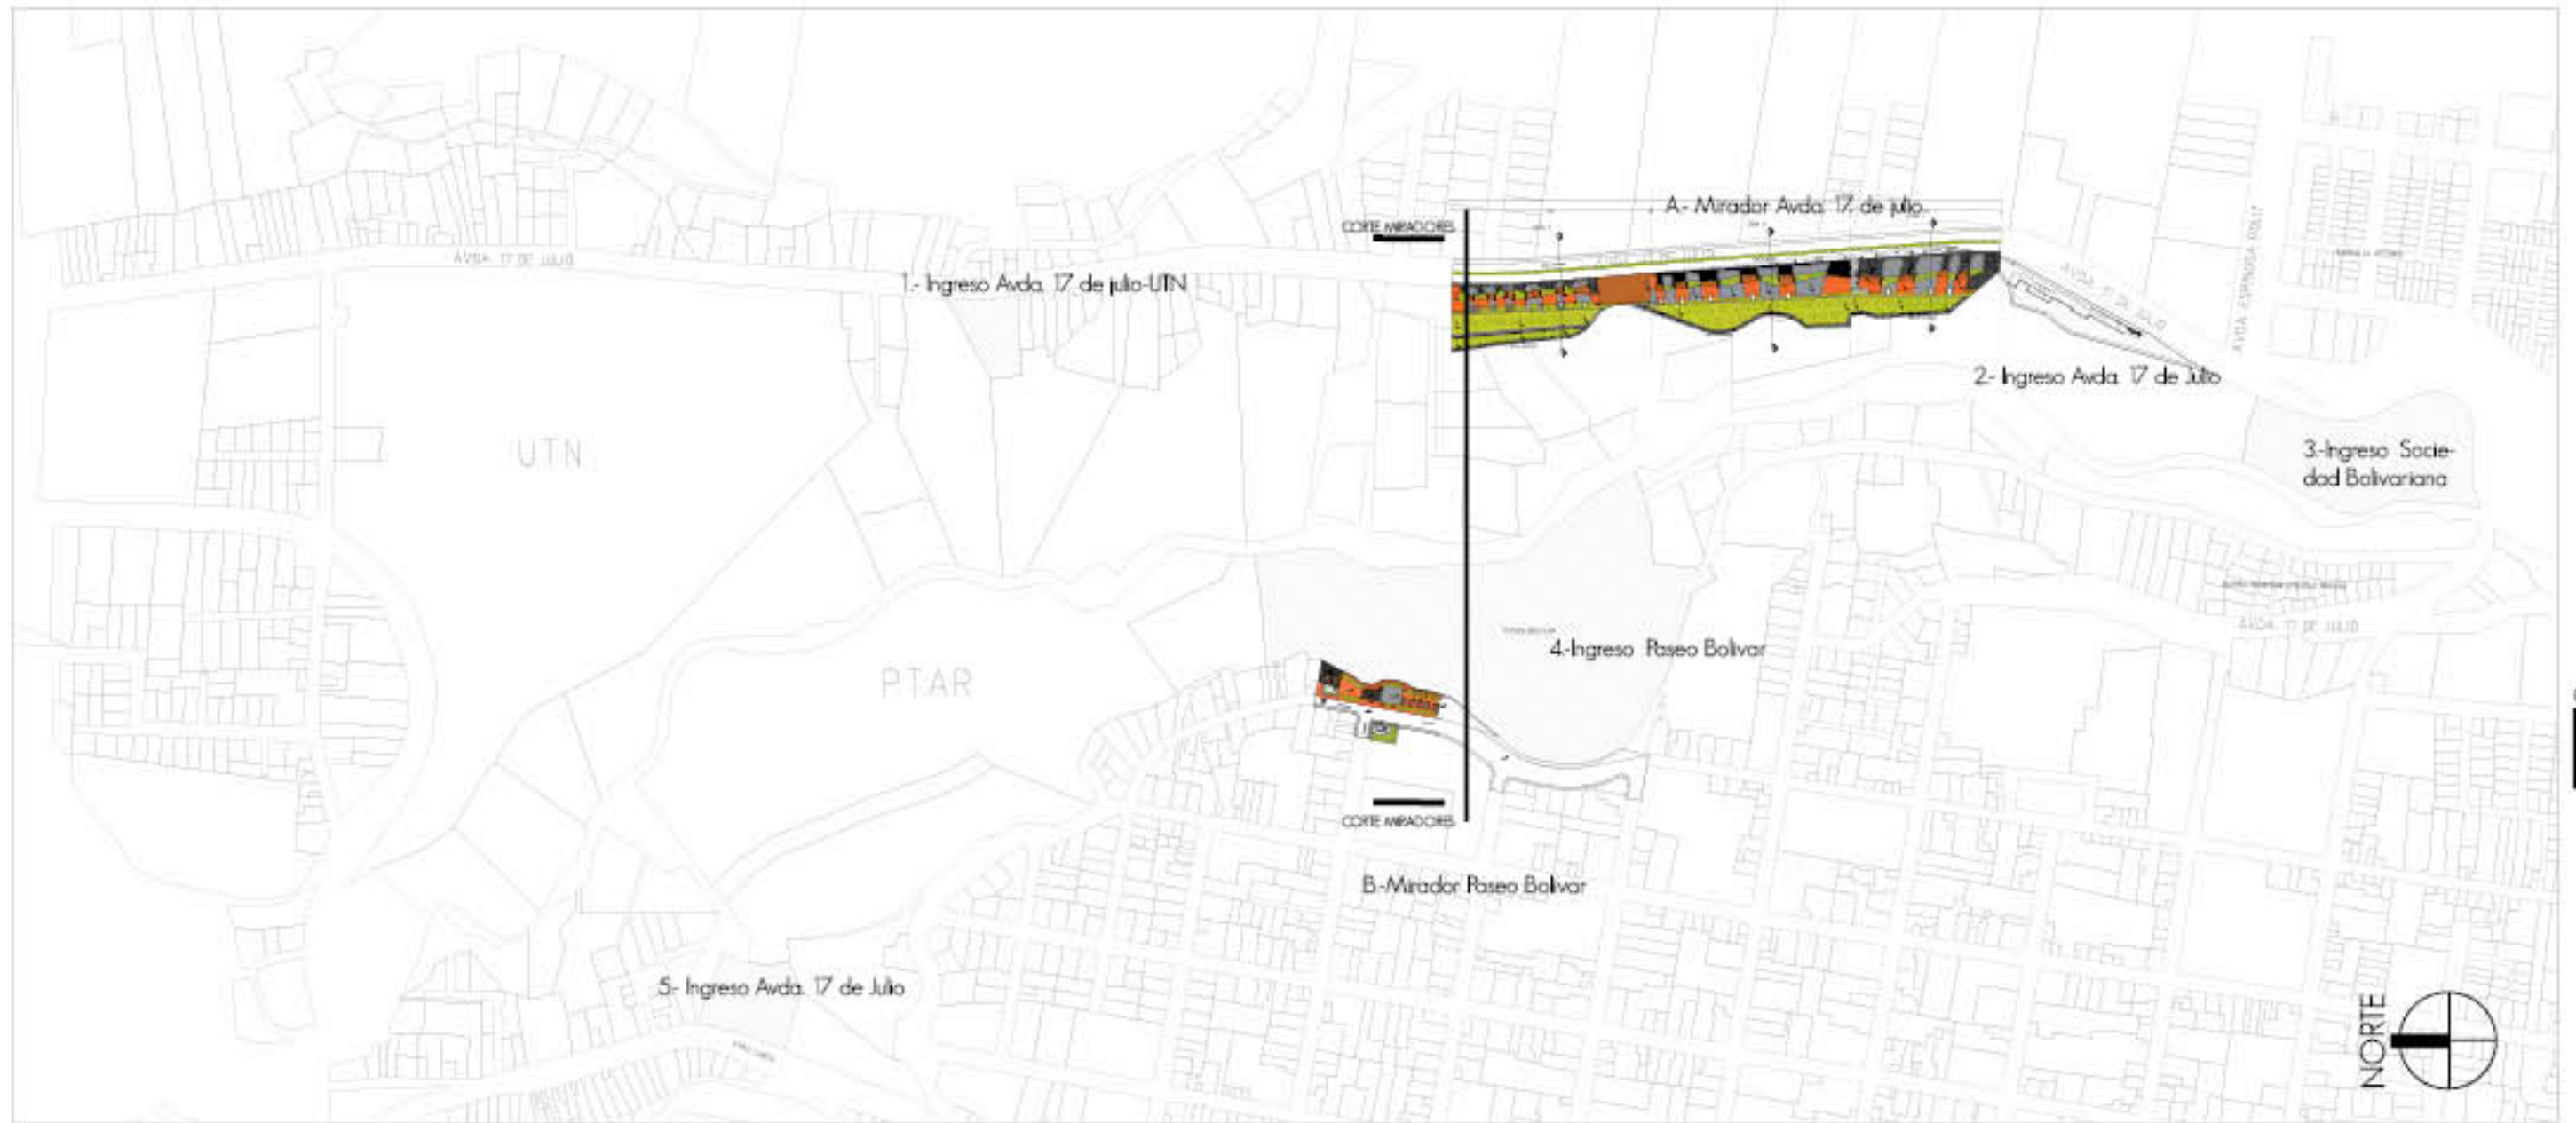 A.- Mirador Avda. 17 de julio
CORTE MIRADORES
AVDA. 17 DE JULIO
1.- Ingreso Avda. 17 de julio-UTN
AVDA. 17 DE JULIO
AVDA ESPINOSA POLIT
2.- Ingreso Avda. 17 de Julio
UTN
3.-Ingreso Socie-
dad Bolivariana
AVDA. 17 DE JULIO
4.-Ingreso Paseo Bolivar
PTAR
CORTE MIRADORES
B.-Mirador Paseo Bolivar
5.- Ingreso Avda. 17 de Julio
NORTE